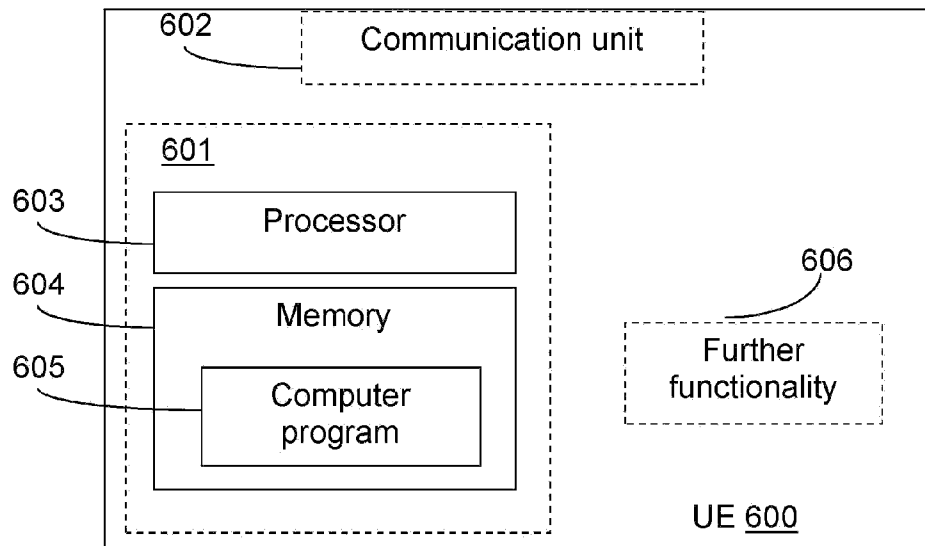 602
Communication unit
601
603
Processor
604
Memory
605
Computer
program
606
Further
functionality
UE 600